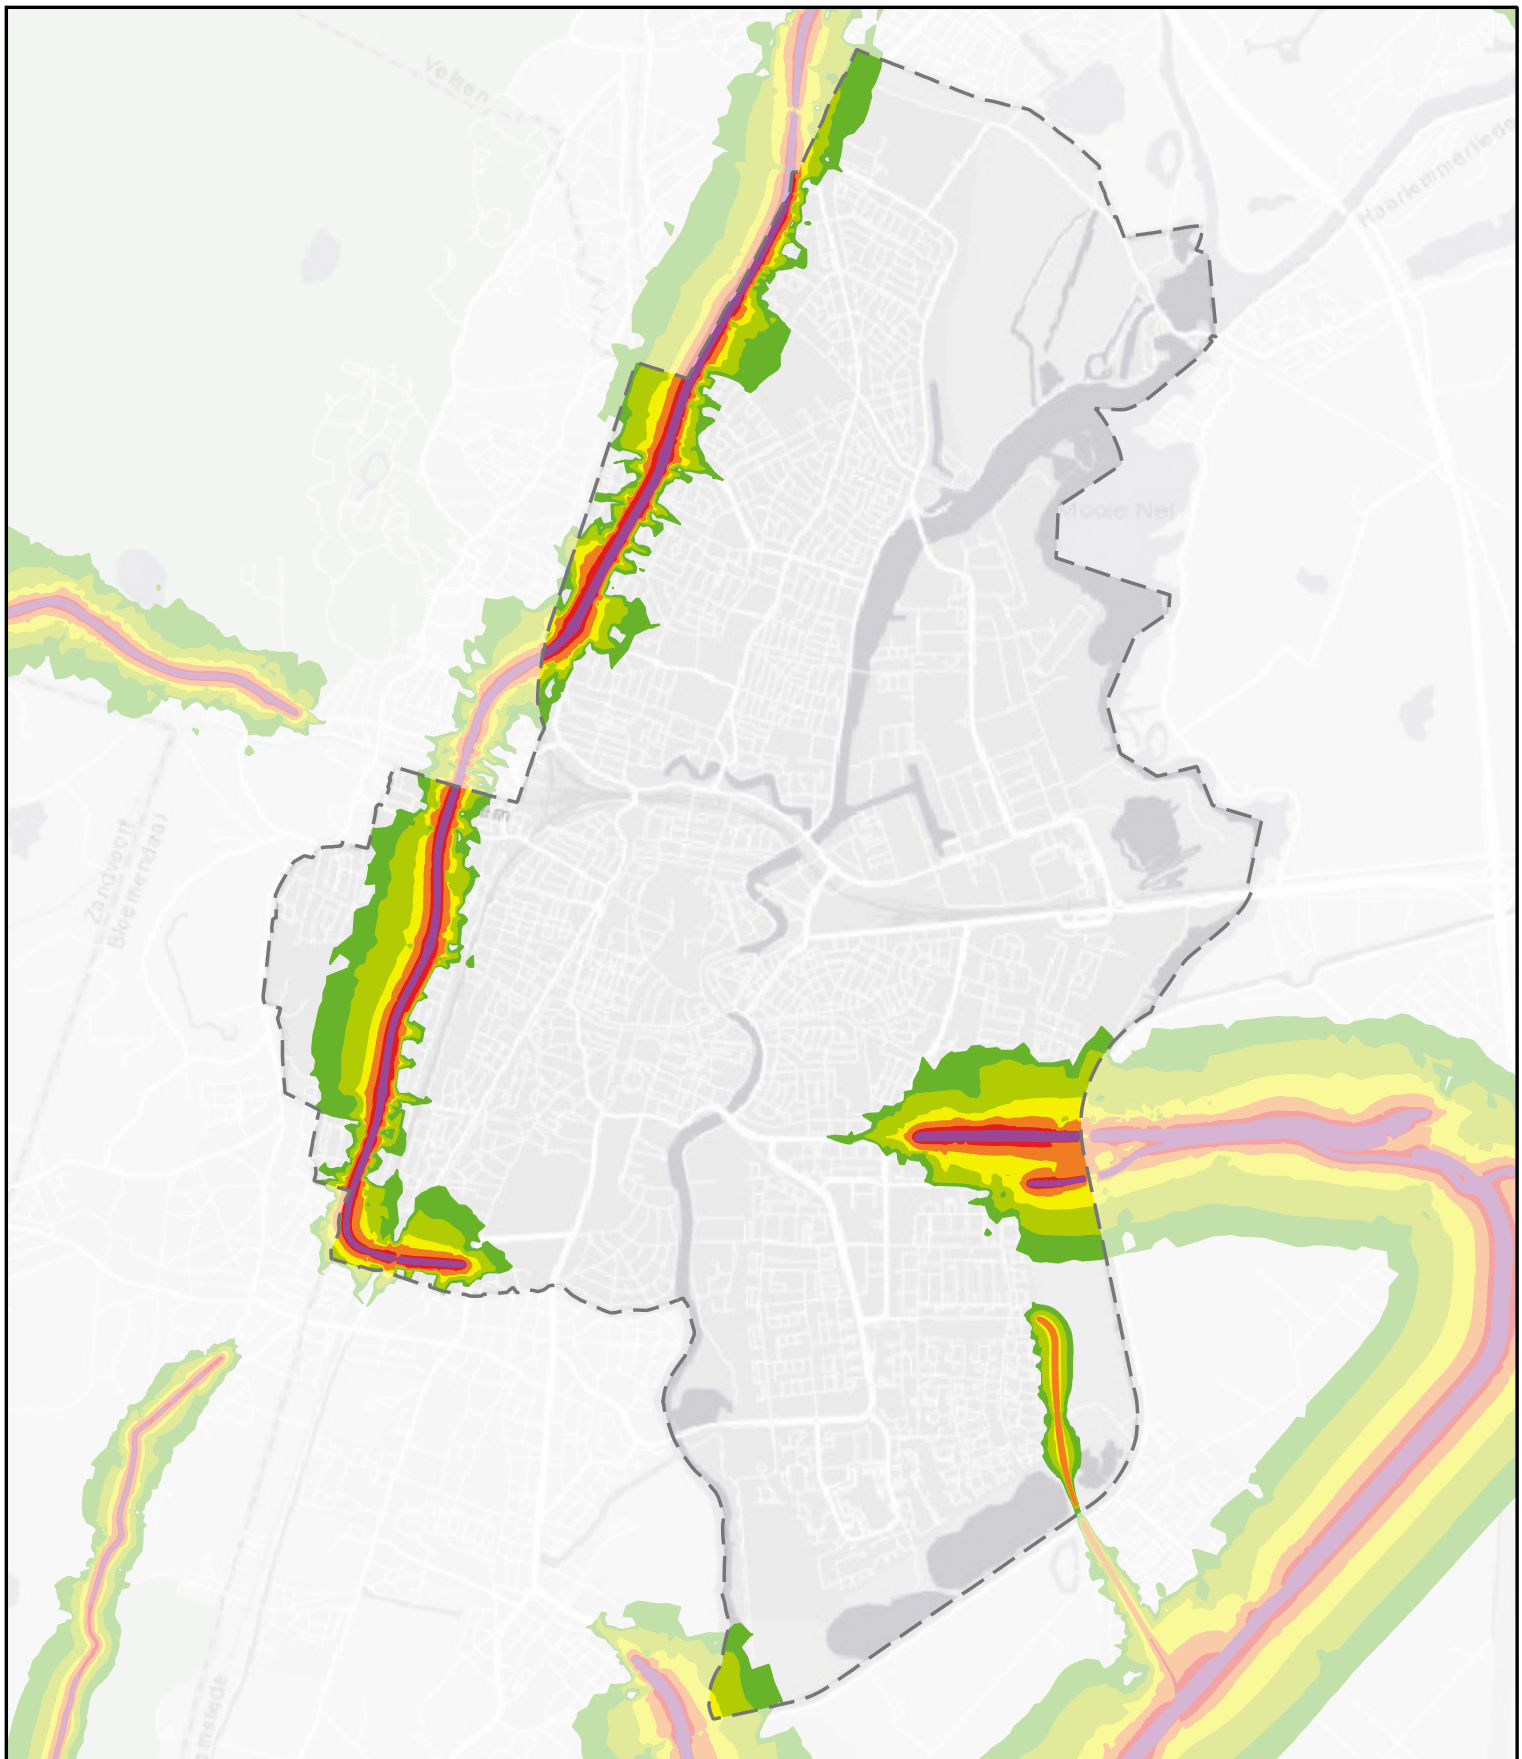 Velsen
Haarlemmerliede
Mooie Nel
Zandvoort
Bloemendaal